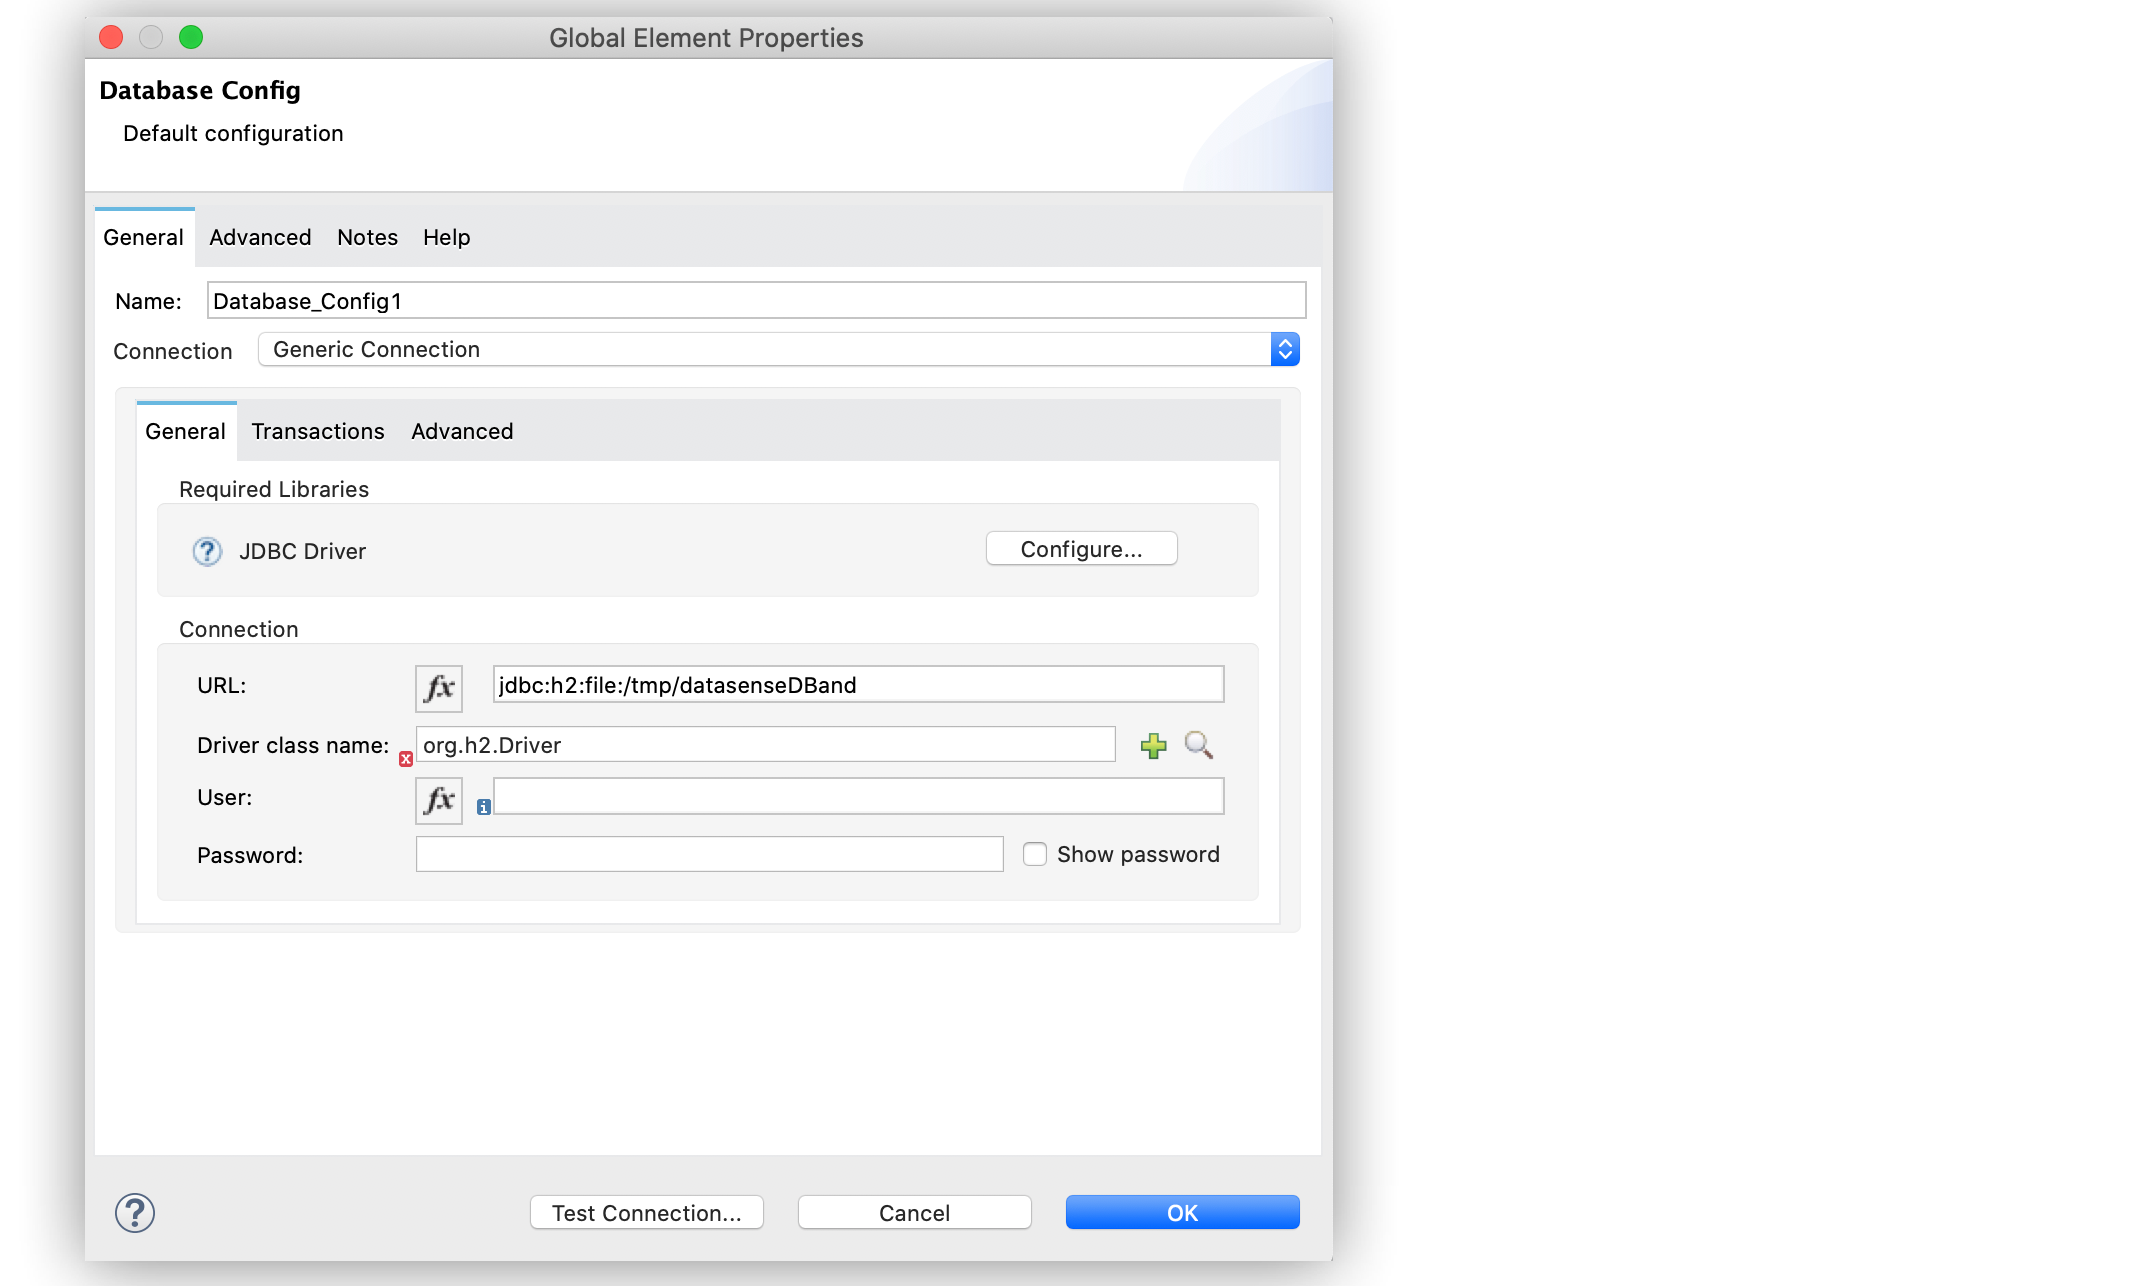 Global Element Properties
Database Config
Default configuration
General Advanced Notes Help
Name: Database_Config1
Connection Generic Connection
General Transactions Advanced
Required Libraries
? JDBC Driver Configure...
Connection
URL: fx jdbc:h2:file:/tmp/datasenseDBand
Driver class name: x org.h2.Driver
User: fx i
Password: Show password
? Test Connection... Cancel OK